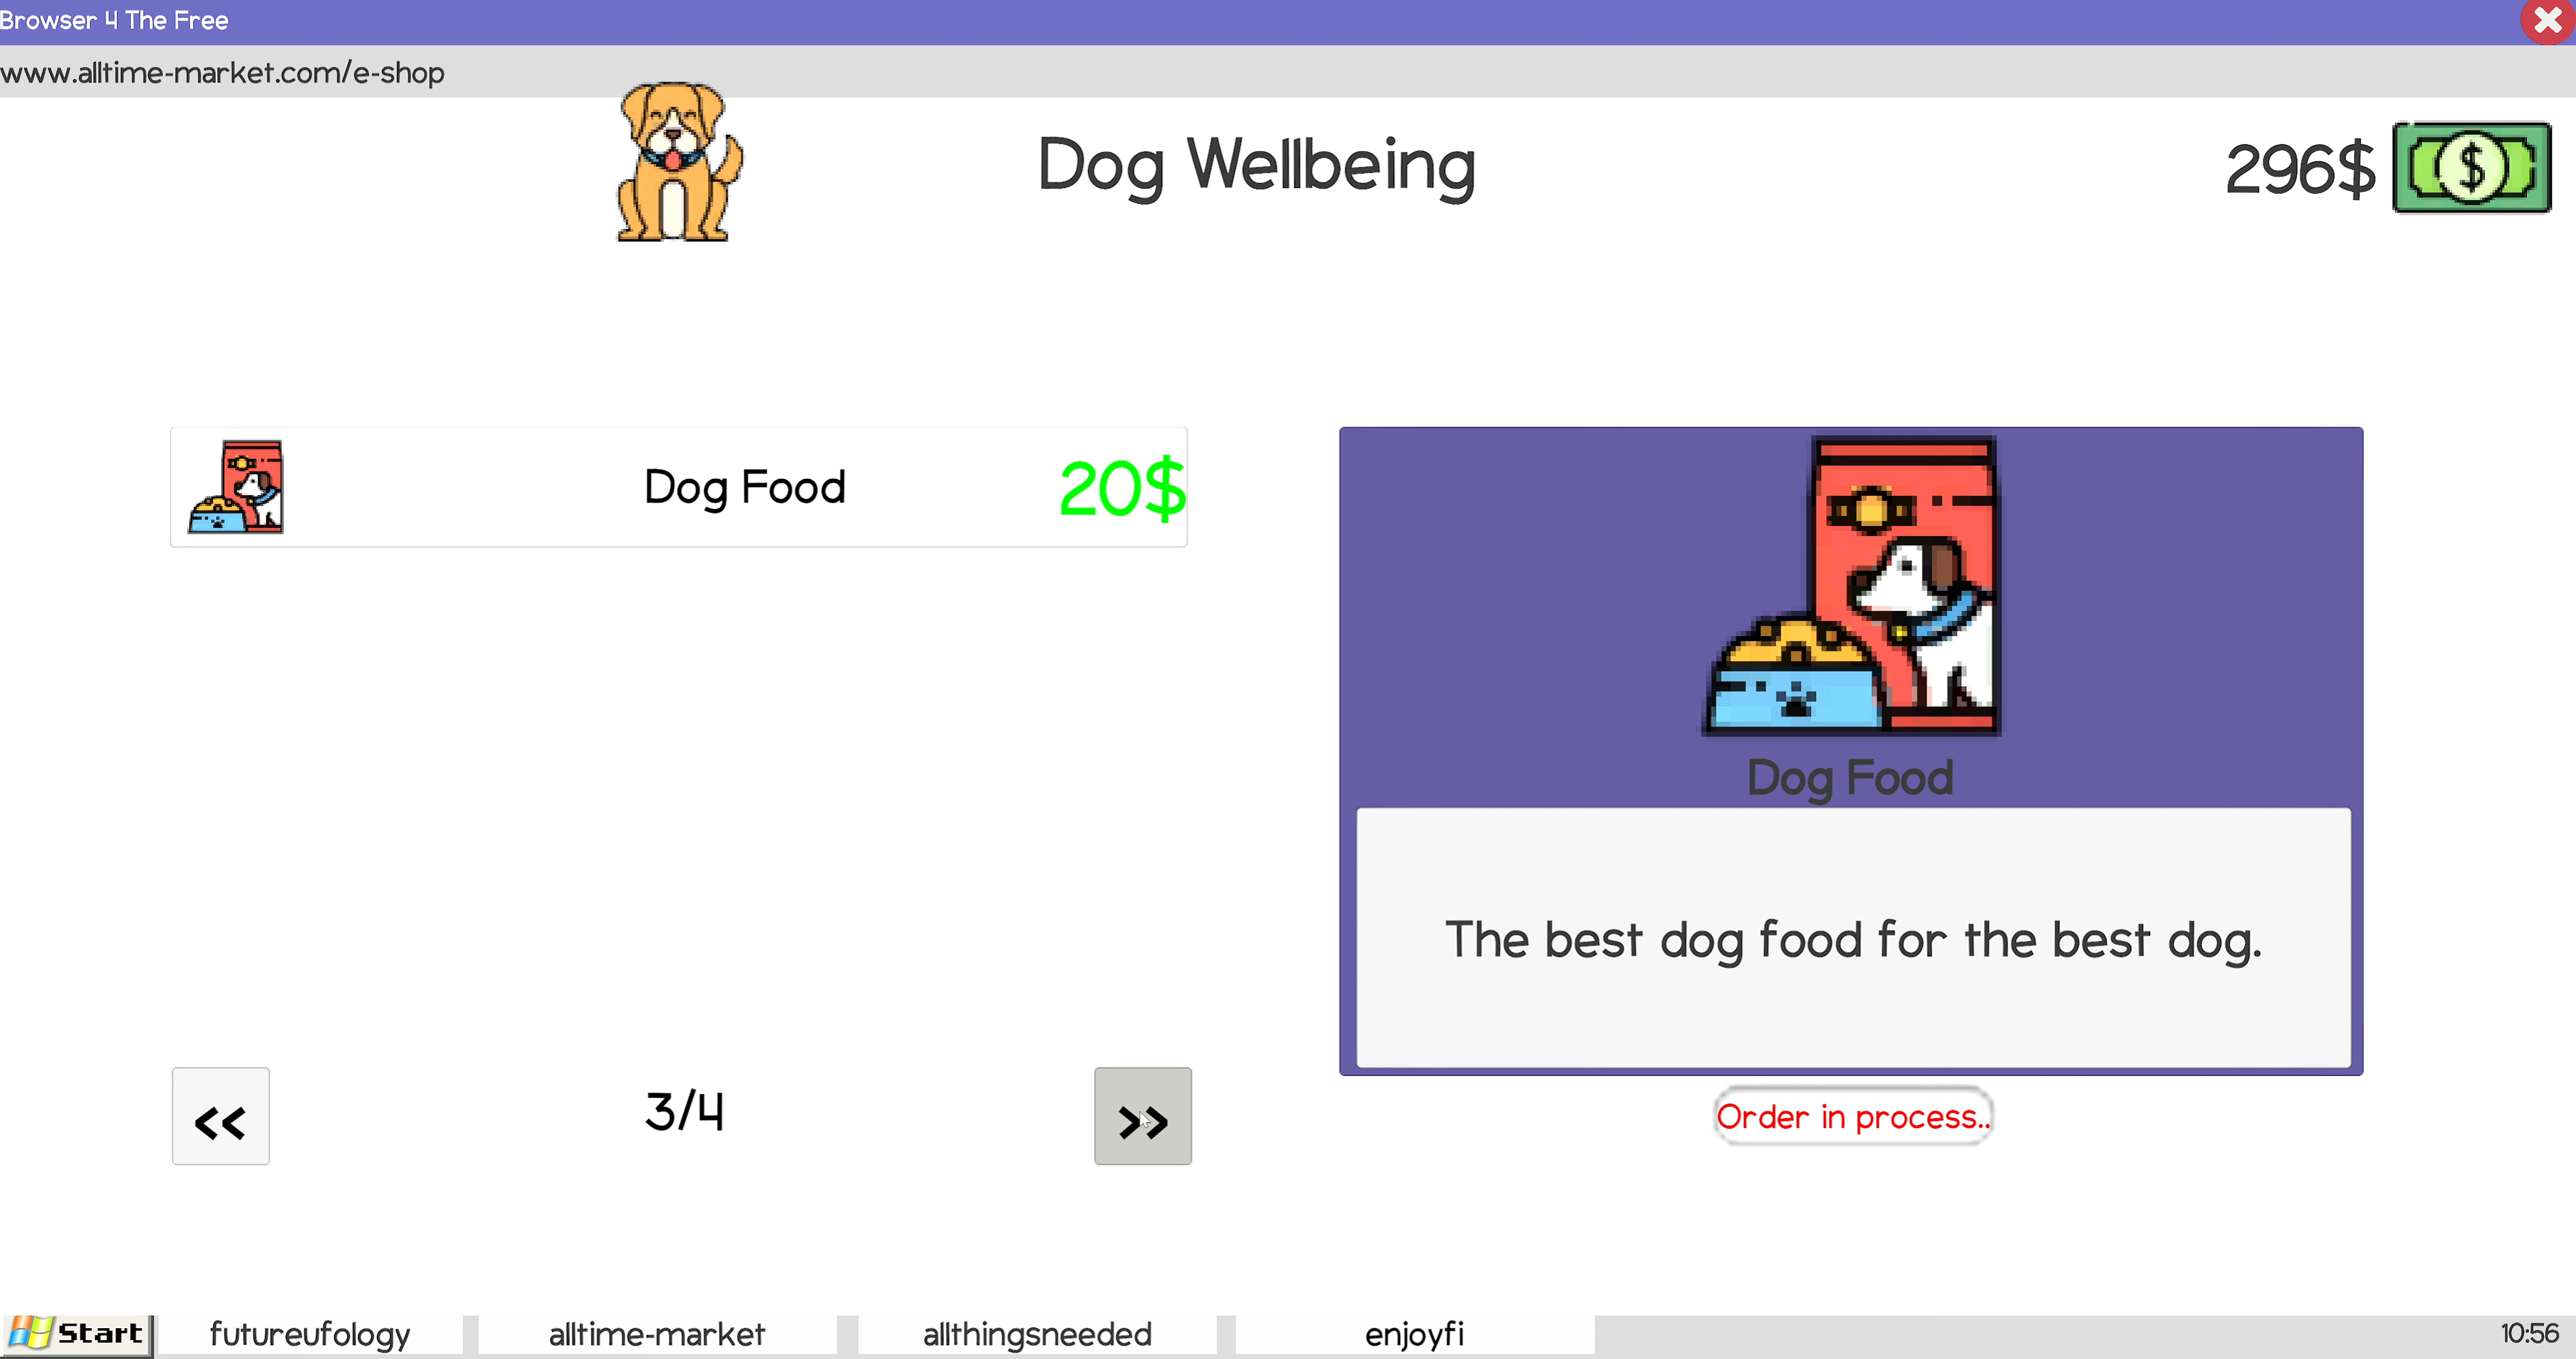 Browser 4 The Free
www.alltime-market.com/e-shop
Dog Wellbeing
296$
Dog Food
20$
Dog Food
The best dog food for the best dog.
<<
3/4
>>
Order in process..
Start
futureufology
alltime-market
allthingsneeded
enjoyfi
10:56